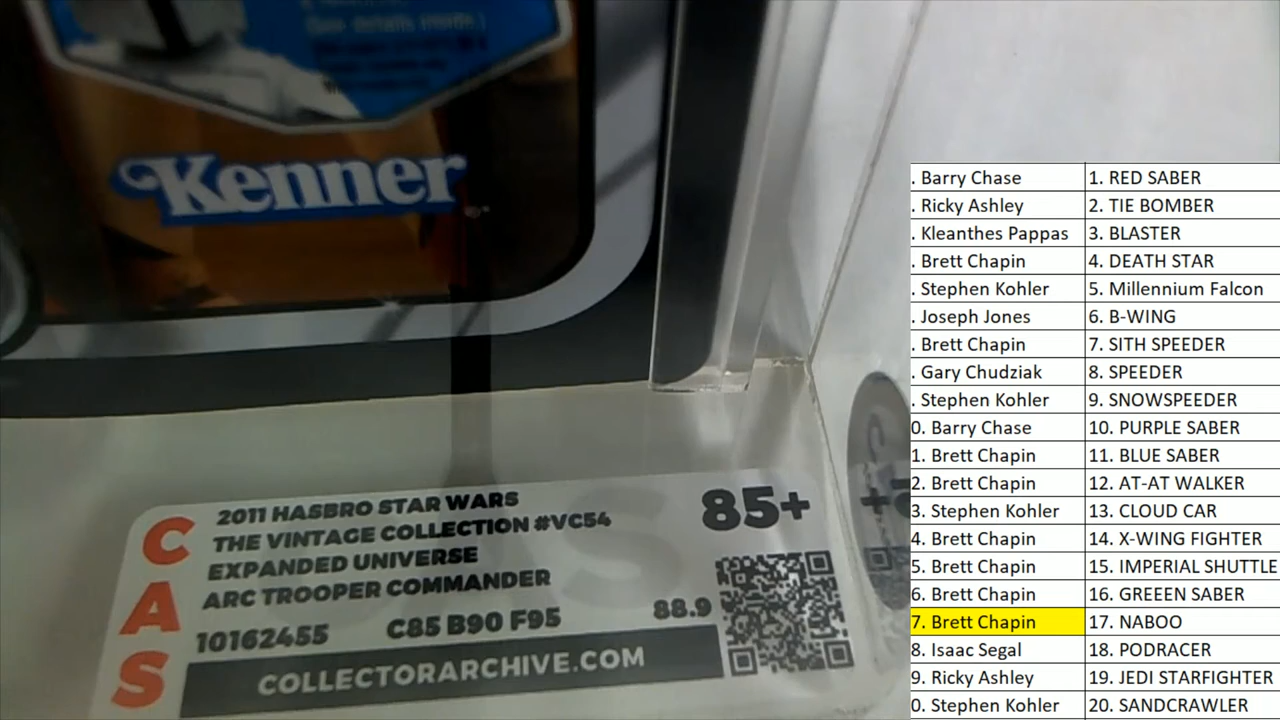 (see details inside.)
Kenner
CAS
2011 HASBRO STAR WARS
THE VINTAGE COLLECTION #VC54
EXPANDED UNIVERSE
ARC TROOPER COMMANDER
10162455 C85 B90 F95
85+
88.9
COLLECTORARCHIVE.COM
. Barry Chase 1. RED SABER
. Ricky Ashley 2. TIE BOMBER
. Kleanthes Pappas 3. BLASTER
. Brett Chapin 4. DEATH STAR
. Stephen Kohler 5. Millennium Falcon
. Joseph Jones 6. B-WING
. Brett Chapin 7. SITH SPEEDER
. Gary Chudziak 8. SPEEDER
. Stephen Kohler 9. SNOWSPEEDER
0. Barry Chase 10. PURPLE SABER
1. Brett Chapin 11. BLUE SABER
2. Brett Chapin 12. AT-AT WALKER
3. Stephen Kohler 13. CLOUD CAR
4. Brett Chapin 14. X-WING FIGHTER
5. Brett Chapin 15. IMPERIAL SHUTTLE
6. Brett Chapin 16. GREEEN SABER
7. Brett Chapin 17. NABOO
8. Isaac Segal 18. PODRACER
9. Ricky Ashley 19. JEDI STARFIGHTER
0. Stephen Kohler 20. SANDCRAWLER